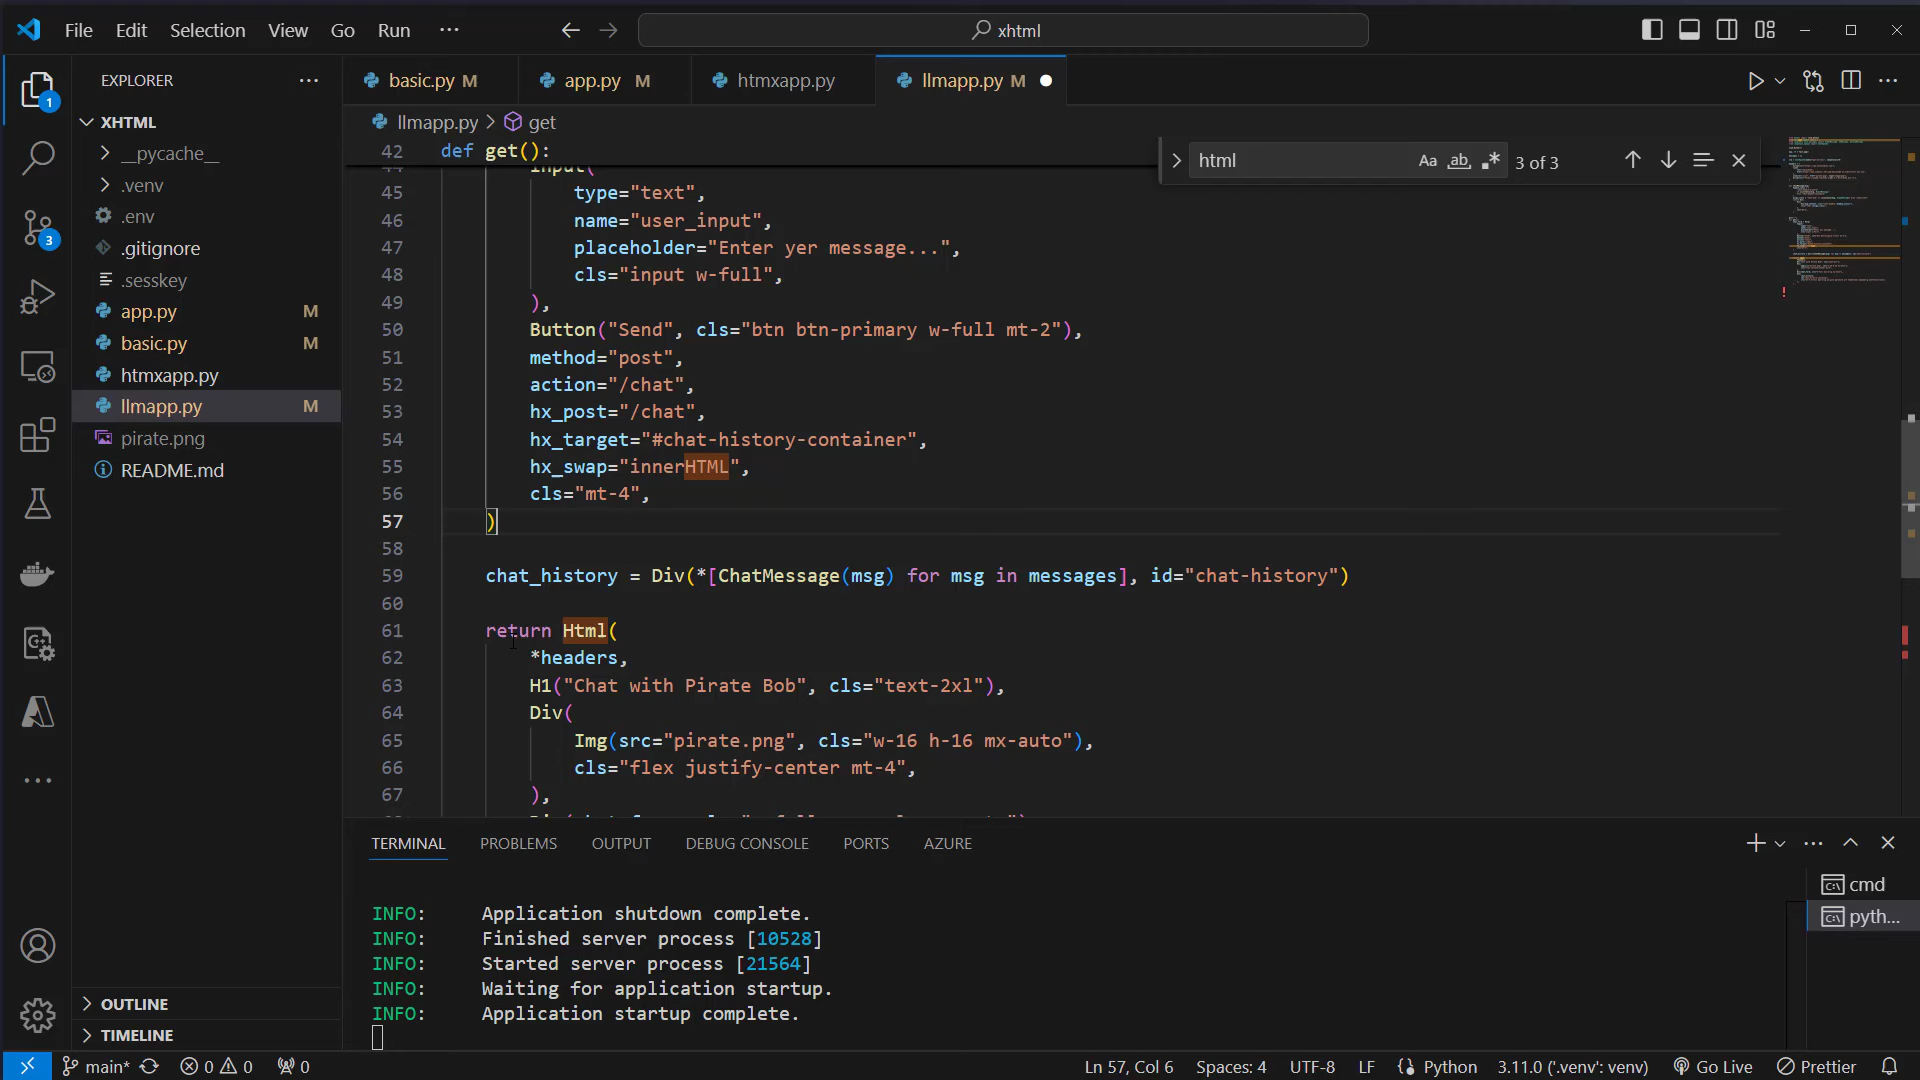 File Edit Selection View Go Run ··· xhtml
EXPLORER
XHTML
__pycache__
.venv
.env
.gitignore
.sesskey
app.py M
basic.py M
htmxapp.py
llmapp.py M
pirate.png
README.md
OUTLINE
TIMELINE
1
3
basic.py M app.py M htmxapp.py llmapp.py M
llmapp.py > get
html Aa ab 3 of 3
42 def get():
45 type="text",
46 name="user_input",
47 placeholder="Enter yer message...",
48 cls="input w-full",
49 ),
50 Button("Send", cls="btn btn-primary w-full mt-2"),
51 method="post",
52 action="/chat",
53 hx_post="/chat",
54 hx_target="#chat-history-container",
55 hx_swap="innerHTML",
56 cls="mt-4",
57 )
58
59 chat_history = Div(*[ChatMessage(msg) for msg in messages], id="chat-history")
60
61 return Html(
62 *headers,
63 H1("Chat with Pirate Bob", cls="text-2xl"),
64 Div(
65 Img(src="pirate.png", cls="w-16 h-16 mx-auto"),
66 cls="flex justify-center mt-4",
67 ),
TERMINAL PROBLEMS OUTPUT DEBUG CONSOLE PORTS AZURE
INFO: Application shutdown complete.
INFO: Finished server process [10528]
INFO: Started server process [21564]
INFO: Waiting for application startup.
INFO: Application startup complete.
cmd
pyth...
main* 0 0 0 Ln 57, Col 6 Spaces: 4 UTF-8 LF Python 3.11.0 ('.venv': venv) Go Live Prettier